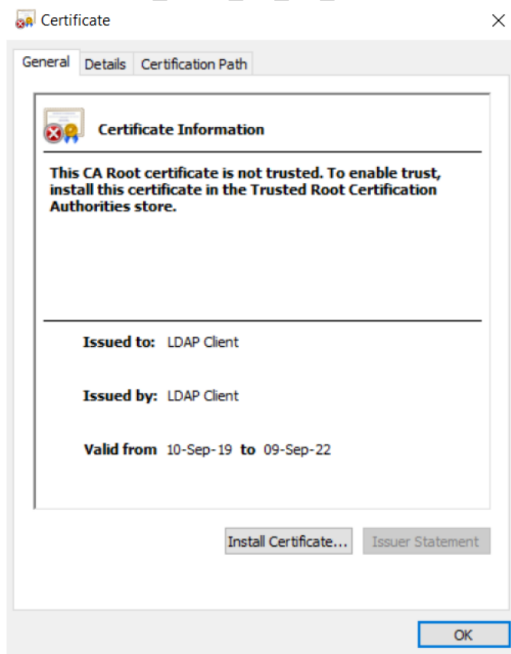 Certificate
General Details Certification Path
Certificate Information
This CA Root certificate is not trusted. To enable trust,
install this certificate in the Trusted Root Certification
Authorities store.
Issued to: LDAP Client
Issued by: LDAP Client
Valid from 10-Sep-19 to 09-Sep-22
Install Certificate... Issuer Statement
OK